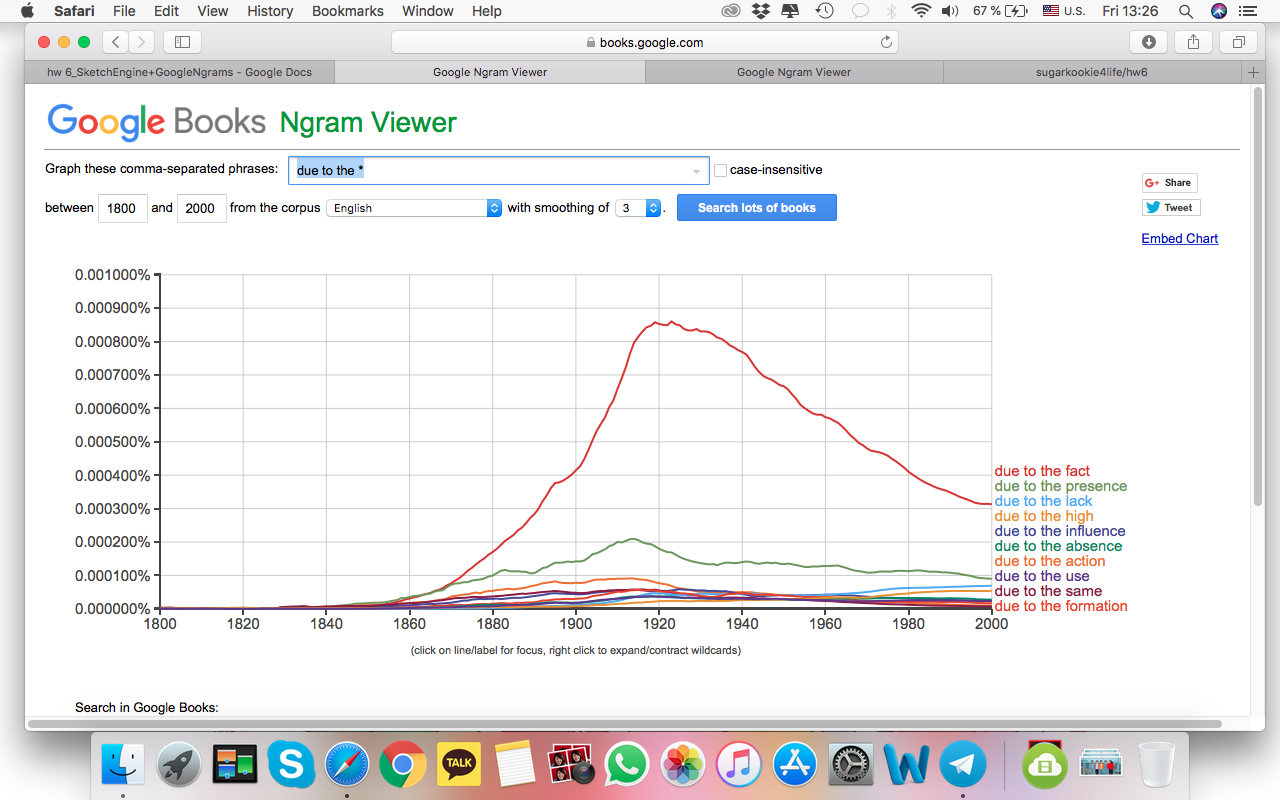 Safari File Edit View History Bookmarks Window Help 67 % U.S. Fri 13:26
books.google.com
hw 6_SketchEngine+GoogleNgrams - Google Docs Google Ngram Viewer Google Ngram Viewer sugarkookie4life/hw6
Google Books Ngram Viewer
Graph these comma-separated phrases: due to the * case-insensitive
between 1800 and 2000 from the corpus English with smoothing of 3 . Search lots of books
G+ Share
Tweet
Embed Chart
0.001000%
0.000900%
0.000800%
0.000700%
0.000600%
0.000500%
0.000400%
0.000300%
0.000200%
0.000100%
0.000000%
due to the fact
due to the presence
due to the lack
due to the high
due to the influence
due to the absence
due to the action
due to the use
due to the same
due to the formation
1800 1820 1840 1860 1880 1900 1920 1940 1960 1980 2000
(click on line/label for focus, right click to expand/contract wildcards)
Search in Google Books:
S TALK W